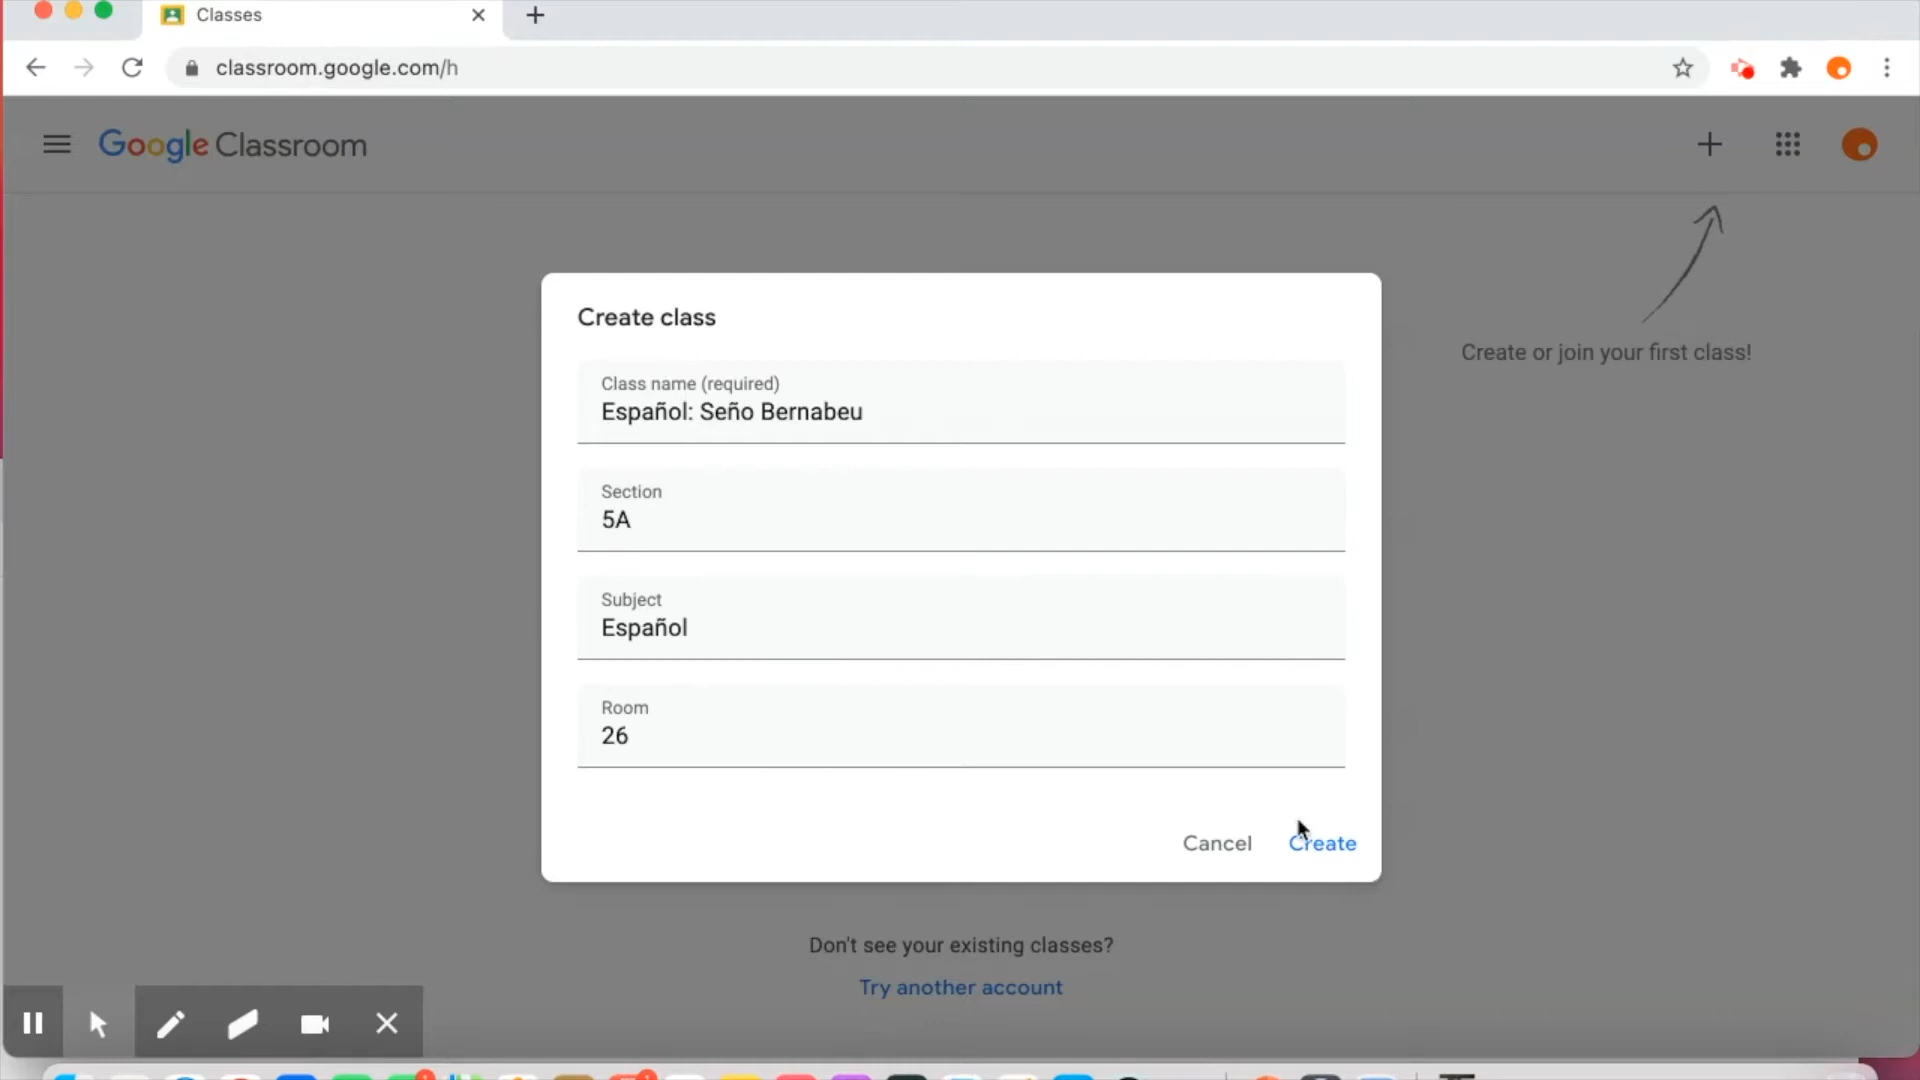 Classes
classroom.google.com/h
Google Classroom
Create or join your first class!
Create class
Class name (required)
Español: Seño Bernabeu
Section
5A
Subject
Español
Room
26
Cancel Create
Don't see your existing classes?
Try another account